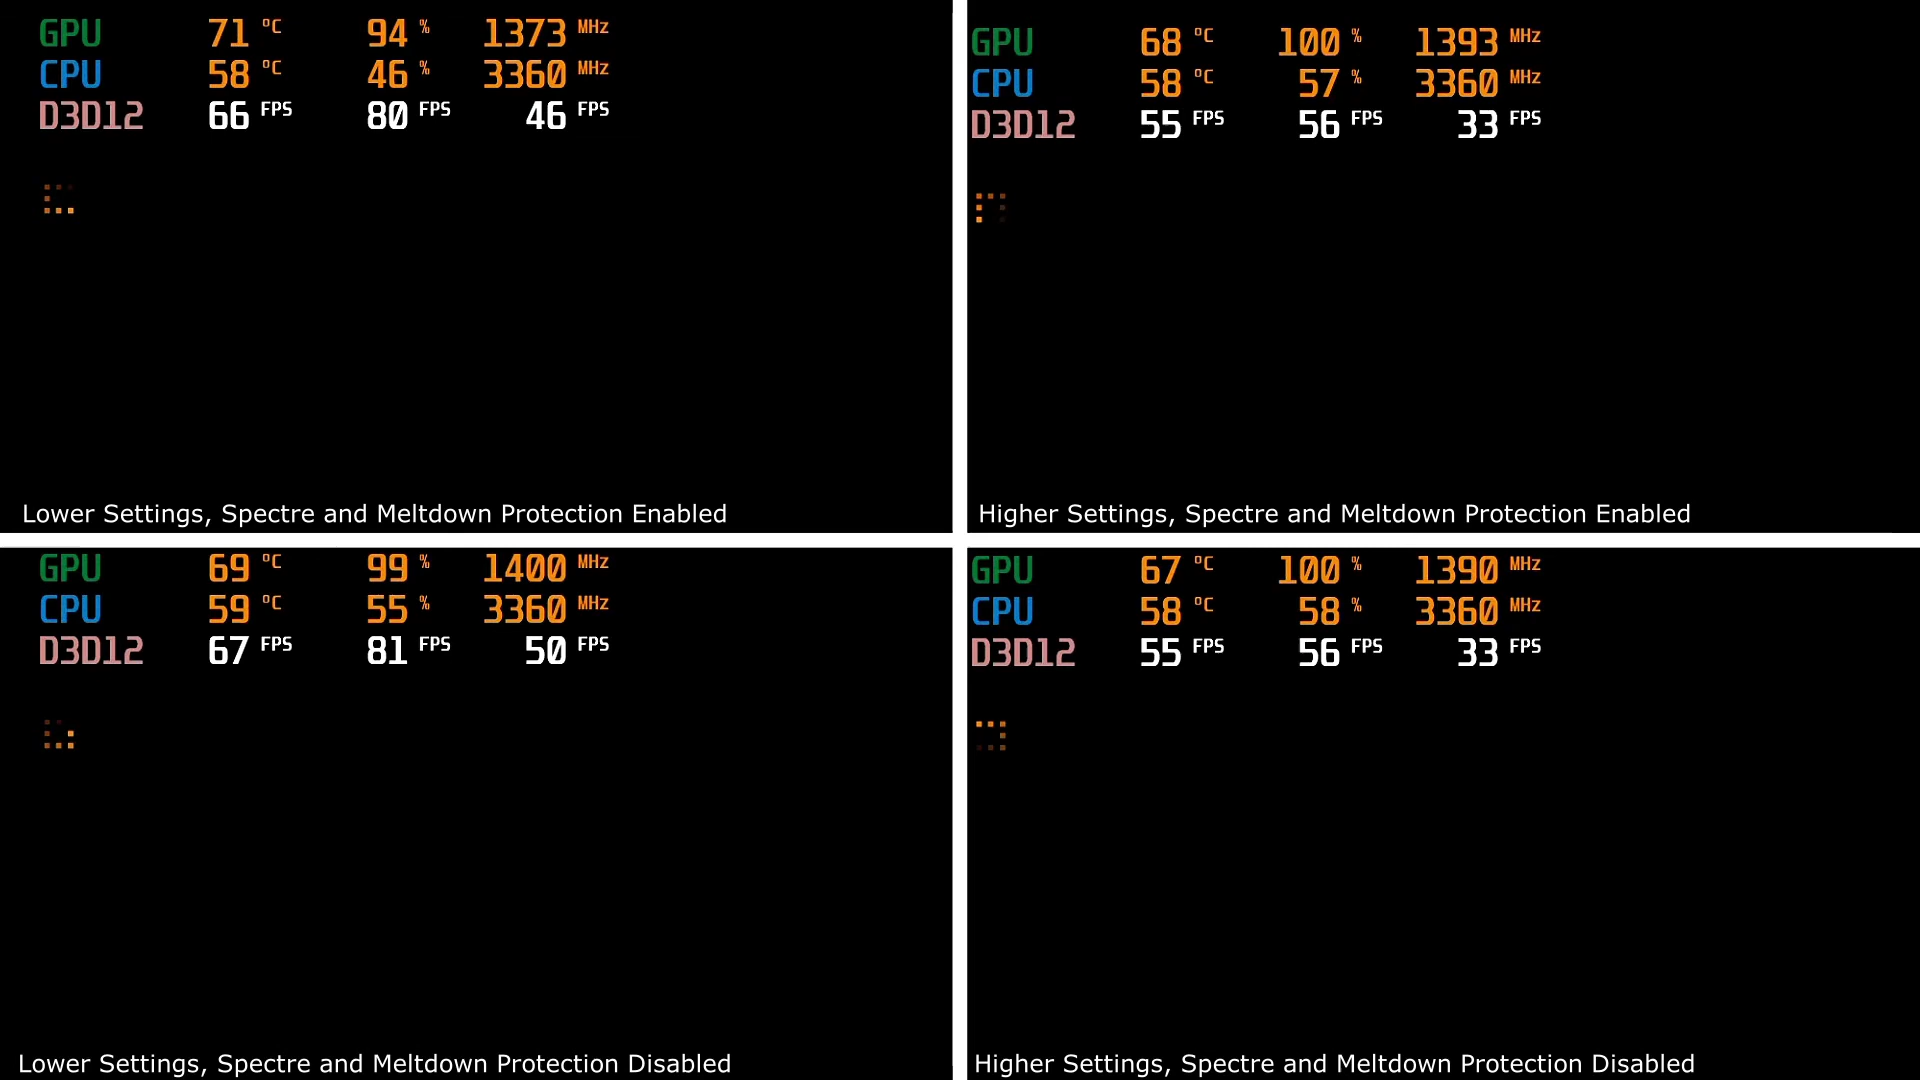 GPU 71 °C 94 % 1373 MHz
CPU 58 °C 46 % 3360 MHz
D3D12 66 FPS 80 FPS 46 FPS
Lower Settings, Spectre and Meltdown Protection Enabled
GPU 68 °C 100 % 1393 MHz
CPU 58 °C 57 % 3360 MHz
D3D12 55 FPS 56 FPS 33 FPS
Higher Settings, Spectre and Meltdown Protection Enabled
GPU 69 °C 99 % 1400 MHz
CPU 59 °C 55 % 3360 MHz
D3D12 67 FPS 81 FPS 50 FPS
Lower Settings, Spectre and Meltdown Protection Disabled
GPU 67 °C 100 % 1390 MHz
CPU 58 °C 58 % 3360 MHz
D3D12 55 FPS 56 FPS 33 FPS
Higher Settings, Spectre and Meltdown Protection Disabled